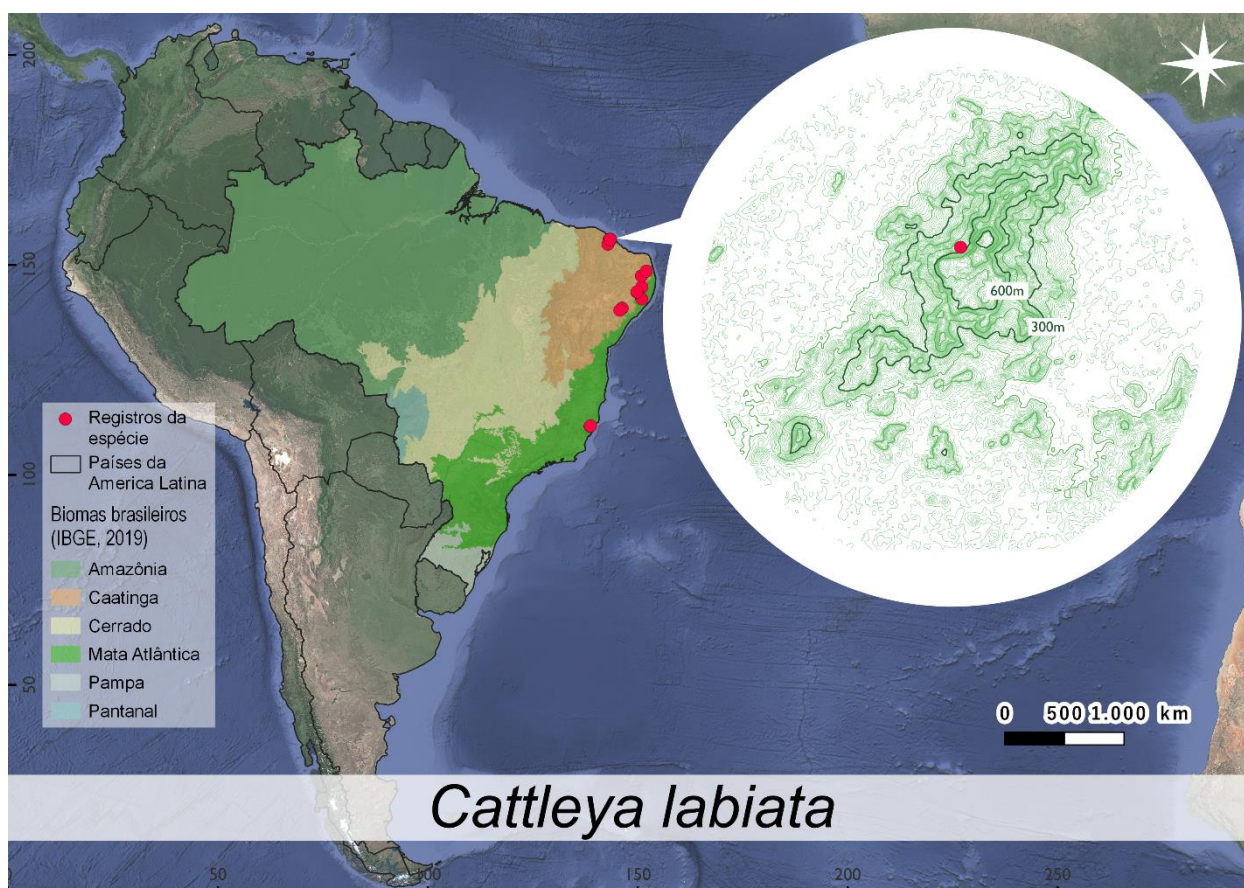 200
150
100
50
600m
300m
Registros da
espécie
Países da
America Latina
Biomas brasileiros
(IBGE, 2019)
Amazônia
Caatinga
Cerrado
Mata Atlântica
Pampa
Pantanal
0 500 1.000 km
Cattleya labiata
50 100 150 200 250